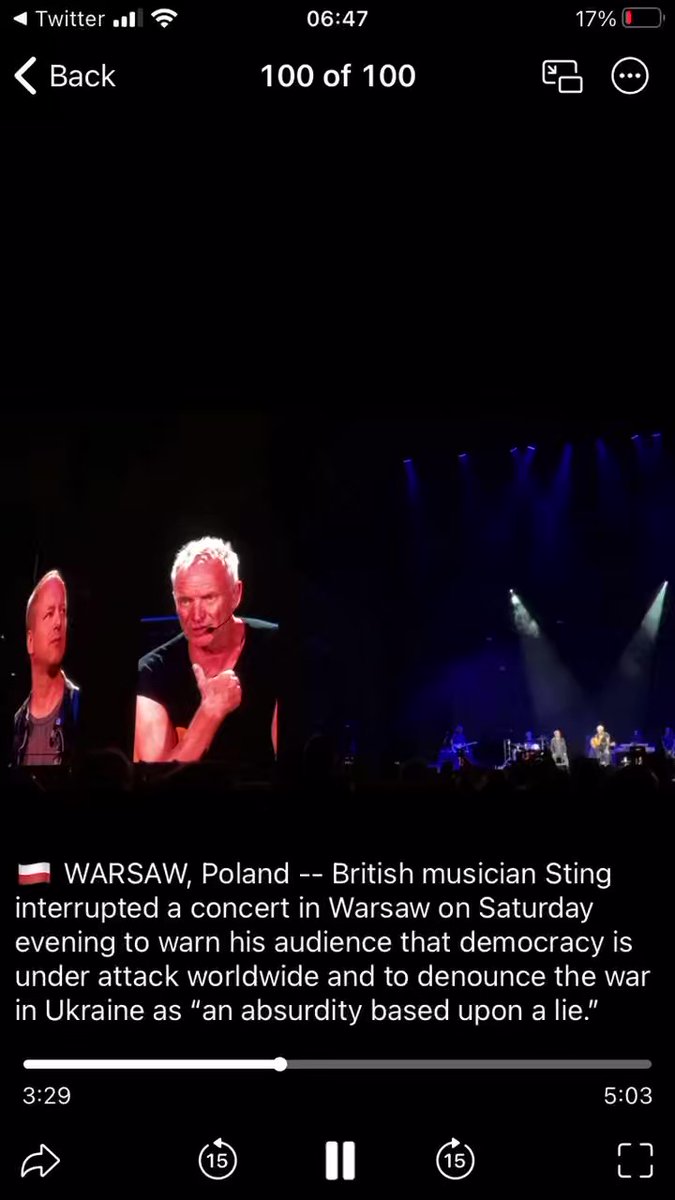 Twitter 06:47 17%
Back 100 of 100
🇵🇱 WARSAW, Poland -- British musician Sting
interrupted a concert in Warsaw on Saturday
evening to warn his audience that democracy is
under attack worldwide and to denounce the war
in Ukraine as “an absurdity based upon a lie.”
3:29 5:03
15 15